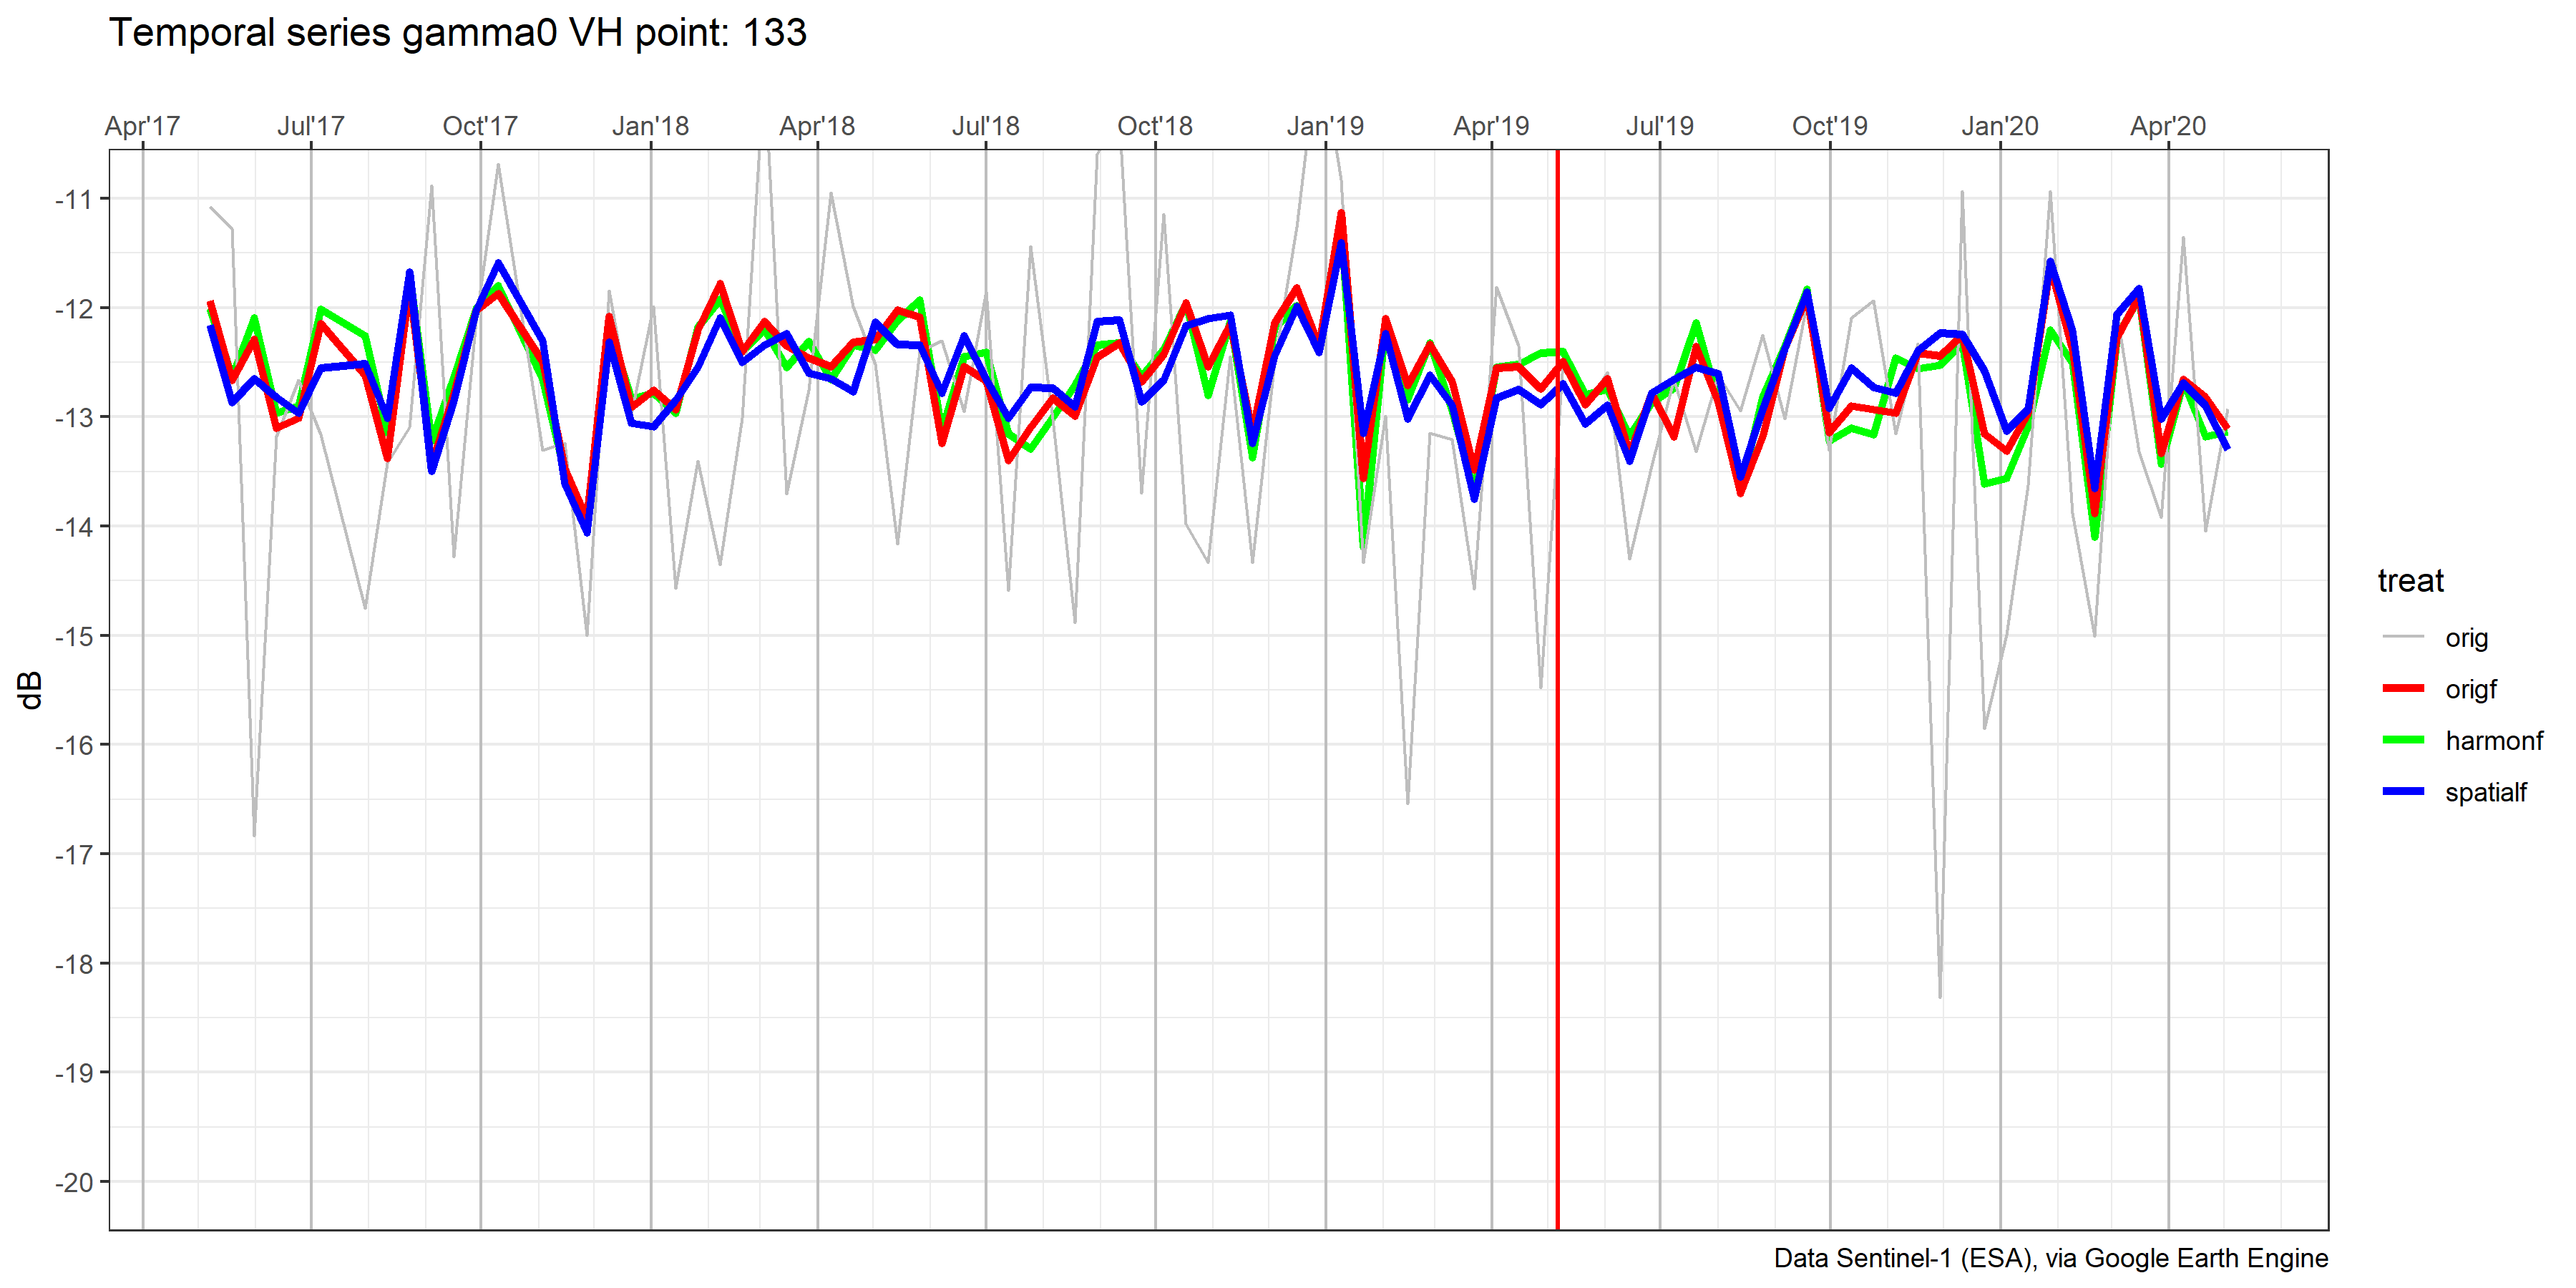 Temporal series gamma0 VH point: 133
Apr'17 Jul'17 Oct'17 Jan'18 Apr'18 Jul'18 Oct'18 Jan'19 Apr'19 Jul'19 Oct'19 Jan'20 Apr'20
-11
-12
-13
-14
-15
-16
-17
-18
-19
-20
dB
treat
orig
origf
harmonf
spatialf
Data Sentinel-1 (ESA), via Google Earth Engine